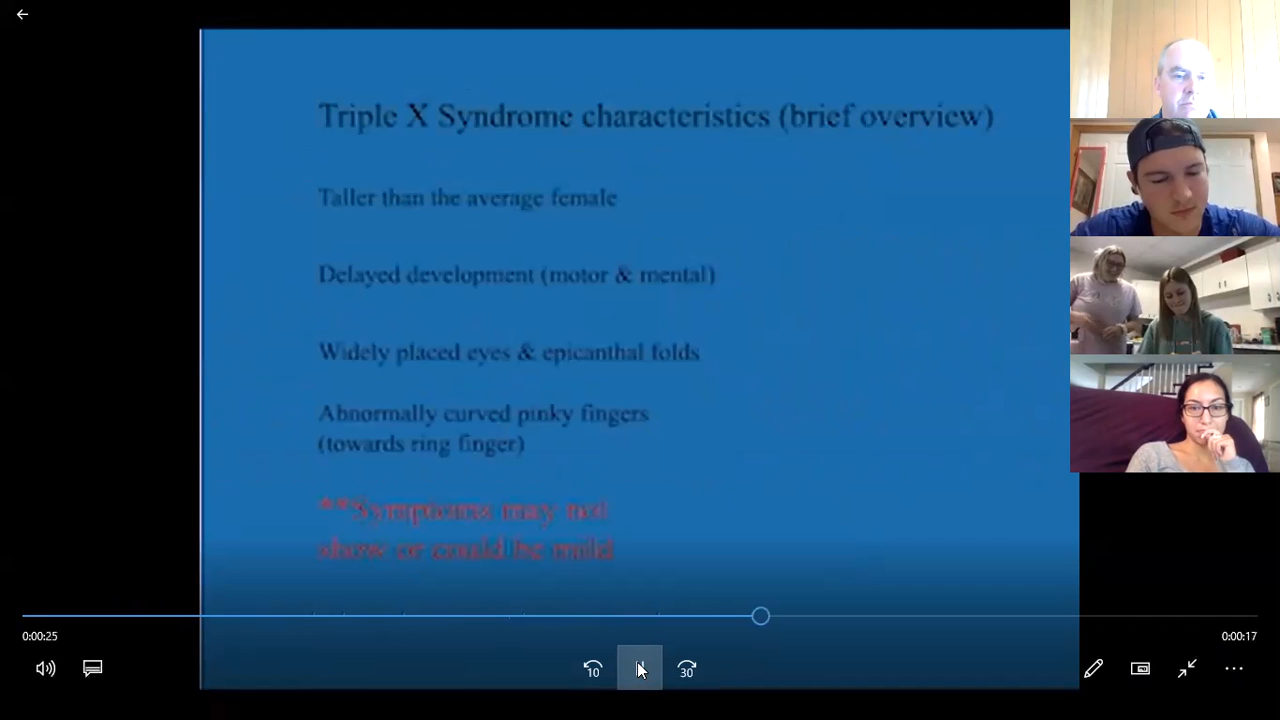 Triple X Syndrome characteristics (brief overview)
Taller than the average female
Delayed development (motor & mental)
Widely placed eyes & epicanthal folds
Abnormally curved pinky fingers
(towards ring finger)
**Symptoms may not
show or could be mild
0:00:25
0:00:17
10
30